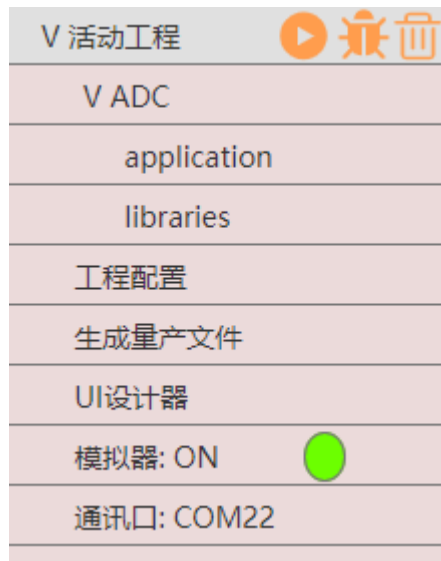 V 活动工程
V ADC
application
libraries
工程配置
生成量产文件
UI设计器
模拟器: ON
通讯口: COM22